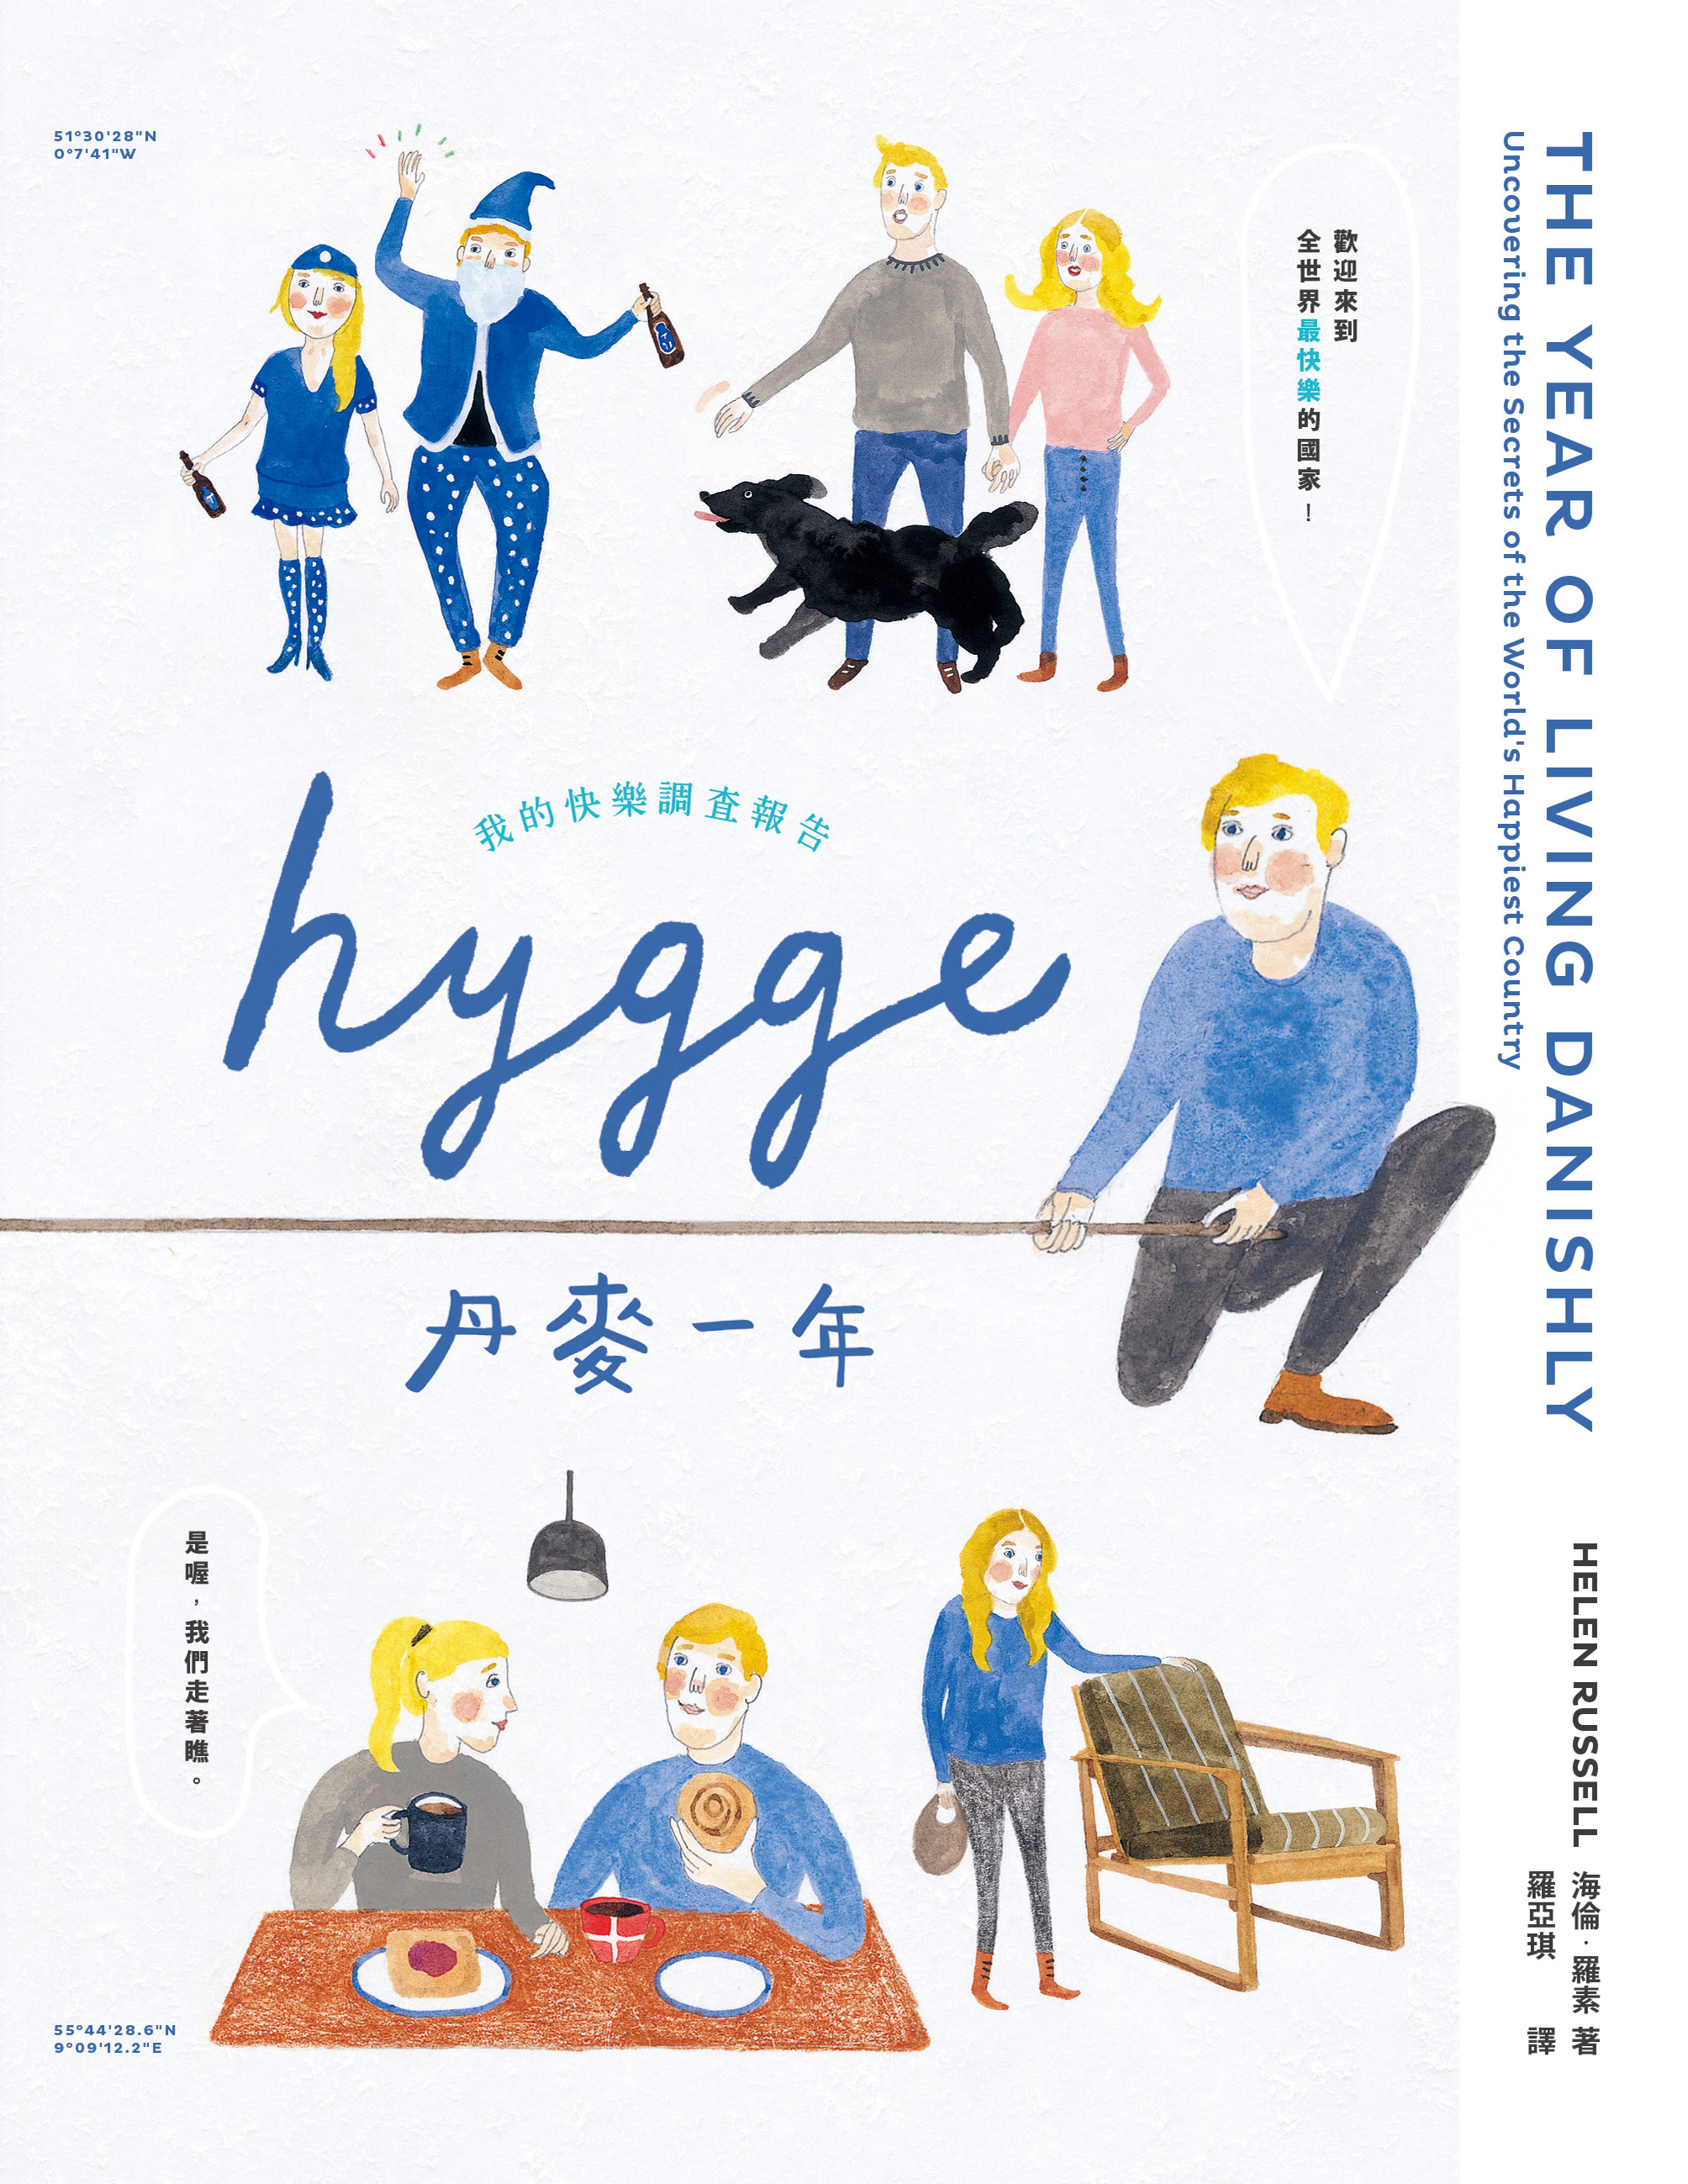 51°30'28"N
0°7'41"W
歡迎來到
全世界最快樂的國家！
我的快樂調查報告
hygge
丹麥一年
是喔，我們走著瞧。
55°44'28.6"N
9°09'12.2"E
THE YEAR OF LIVING DANISHLY
Uncovering the Secrets of the World's Happiest Country
HELEN RUSSELL
海倫·羅素 著
羅亞琪 譯